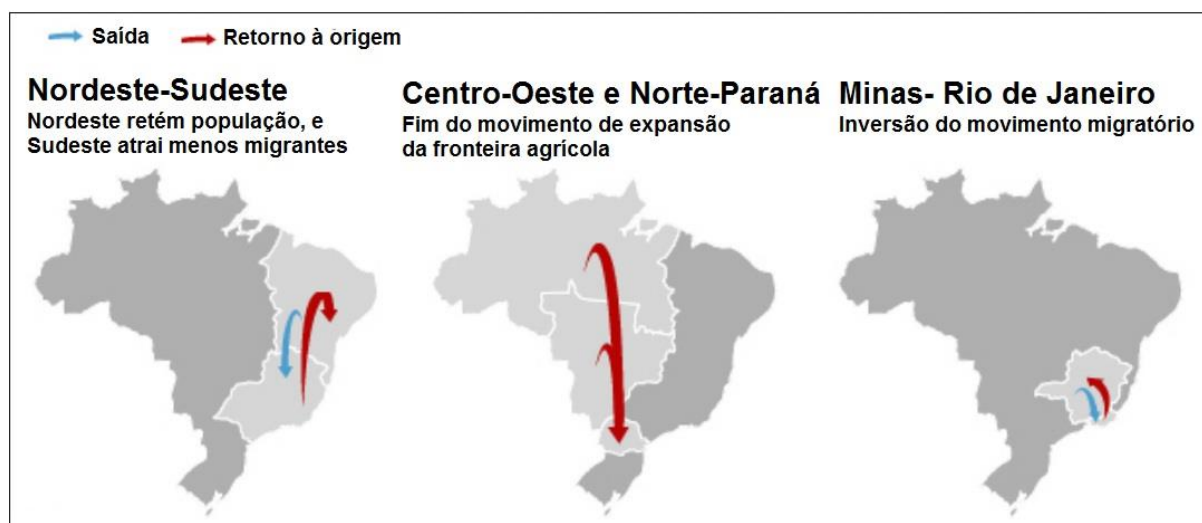 Saída Retorno à origem
Nordeste-Sudeste
Nordeste retém população, e
Sudeste atrai menos migrantes
Centro-Oeste e Norte-Paraná
Fim do movimento de expansão
da fronteira agrícola
Minas- Rio de Janeiro
Inversão do movimento migratório